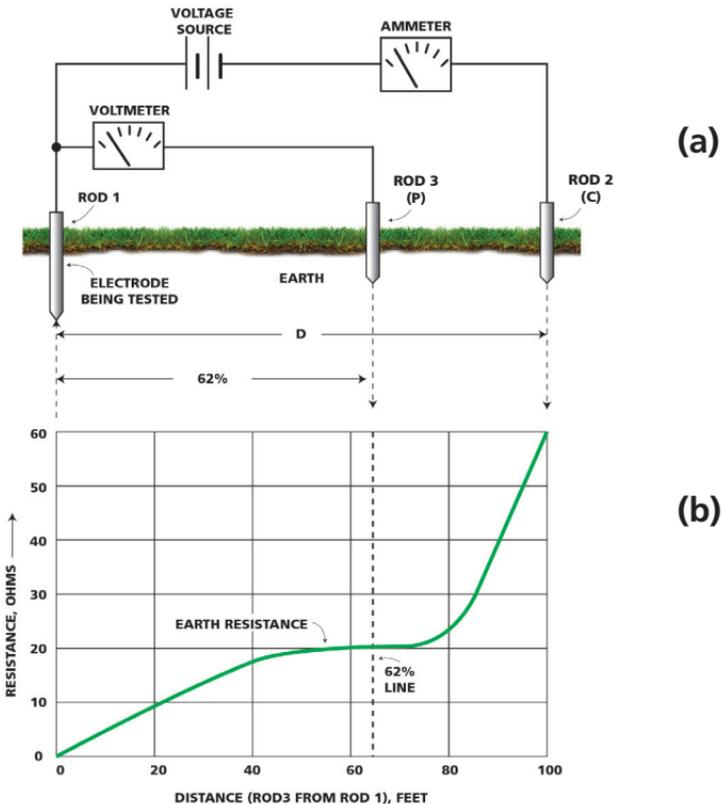 VOLTAGE
SOURCE
AMMETER
VOLTMETER
(a)
ROD 1
ROD 3
(P)
ROD 2
(C)
ELECTRODE
BEING TESTED
EARTH
D
62%
60
50
40
30
20
10
0
RESISTANCE, OHMS
EARTH RESISTANCE
62%
LINE
(b)
0 20 40 60 80 100
DISTANCE (ROD3 FROM ROD 1), FEET